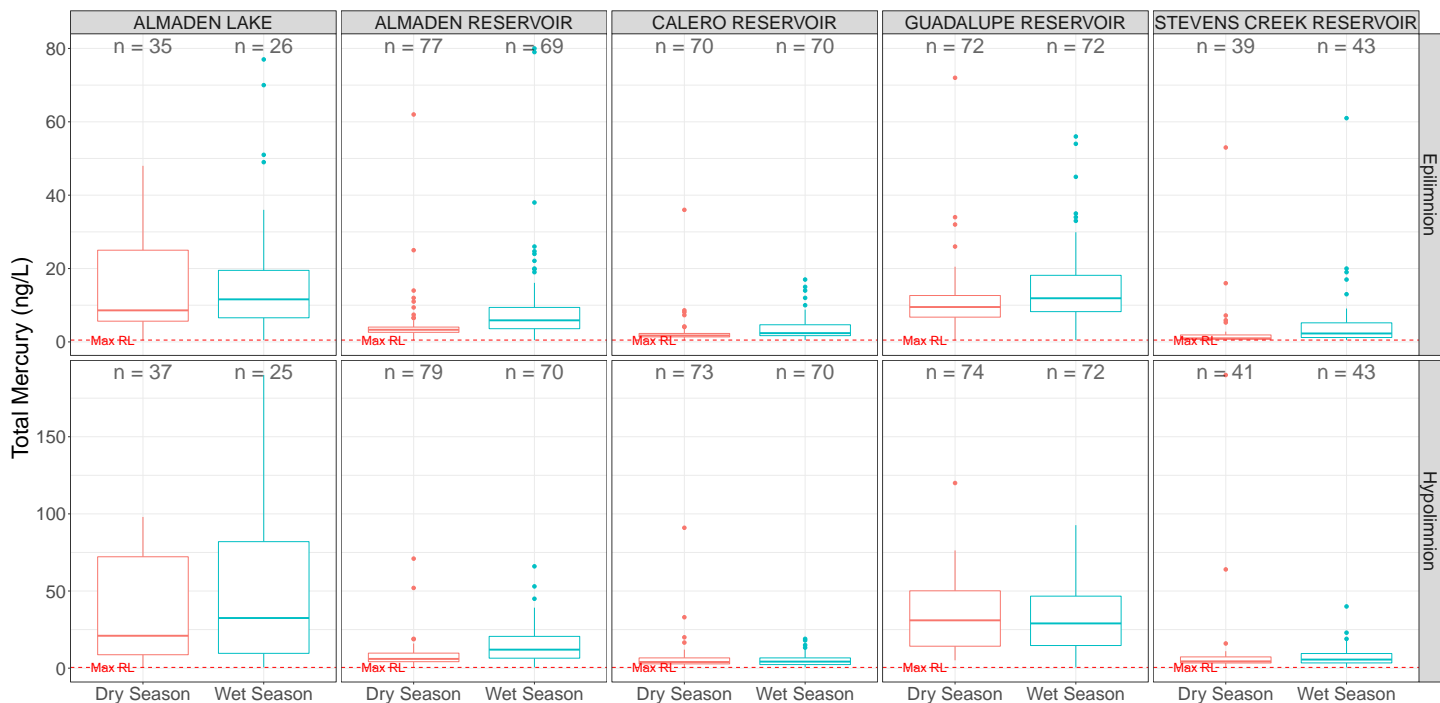 ALMADEN LAKE
ALMADEN RESERVOIR
CALERO RESERVOIR
GUADALUPE RESERVOIR
STEVENS CREEK RESERVOIR
n = 35
n = 26
n = 77
n = 69
n = 70
n = 70
n = 72
n = 72
n = 39
n = 43
80
60
40
20
0
Max RL
Max RL
Max RL
Max RL
Max RL
Epilimnion
Total Mercury (ng/L)
n = 37
n = 25
n = 79
n = 70
n = 73
n = 70
n = 74
n = 72
n = 41
n = 43
150
100
50
0
Max RL
Max RL
Max RL
Max RL
Max RL
Hypolimnion
Dry Season
Wet Season
Dry Season
Wet Season
Dry Season
Wet Season
Dry Season
Wet Season
Dry Season
Wet Season